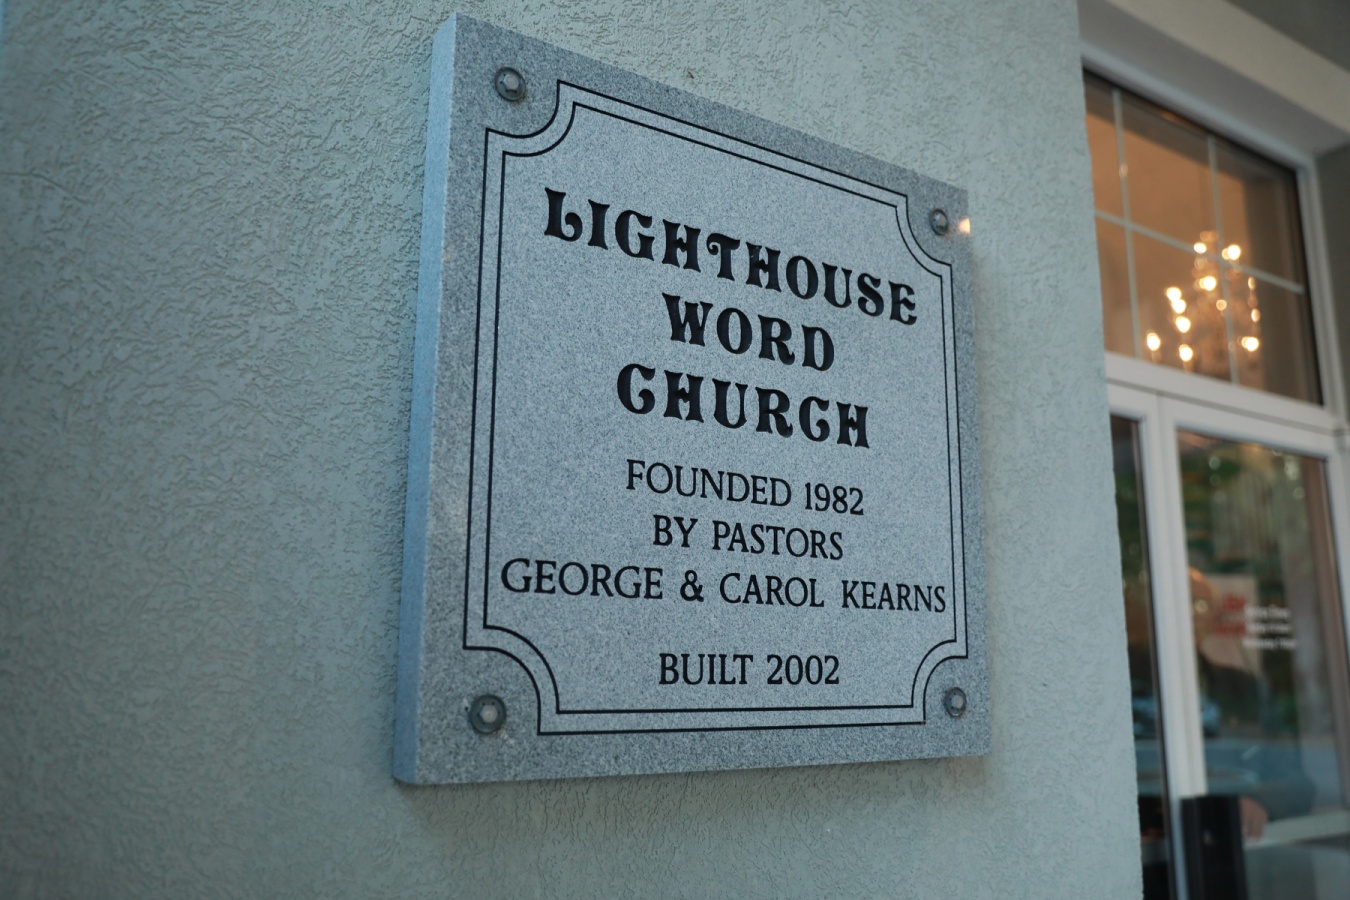 LIGHTHOUSE
WORD
CHURCH
FOUNDED 1982
BY PASTORS
GEORGE & CAROL KEARNS
BUILT 2002